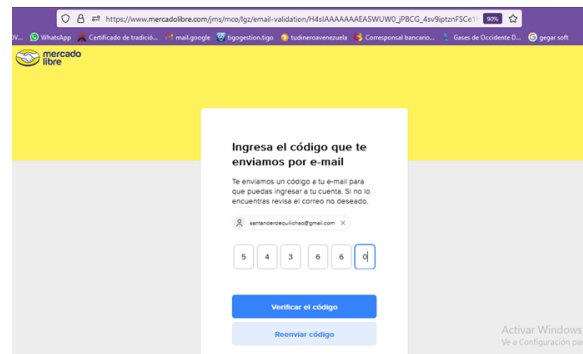 https://www.mercadolibre.com/jms/mco/lgz/email-validation/
90%
WhatsApp Certificado de tradició... mail.google tigogestion.tigo tudineroavenezuela Corresponsal bancario... Gases de Occidente D... gegar soft
mercado
libre
Ingresa el código que te
enviamos por e-mail
Te enviamos un código a tu e-mail para
que puedas ingresar a tu cuenta. Si no lo
encuentras revisa el correo no deseado.
santanderdequilichao@gmail.com
5 4 3 6 6 0
Verificar el código
Reenviar código
Activar Windows
Ve a Configuración